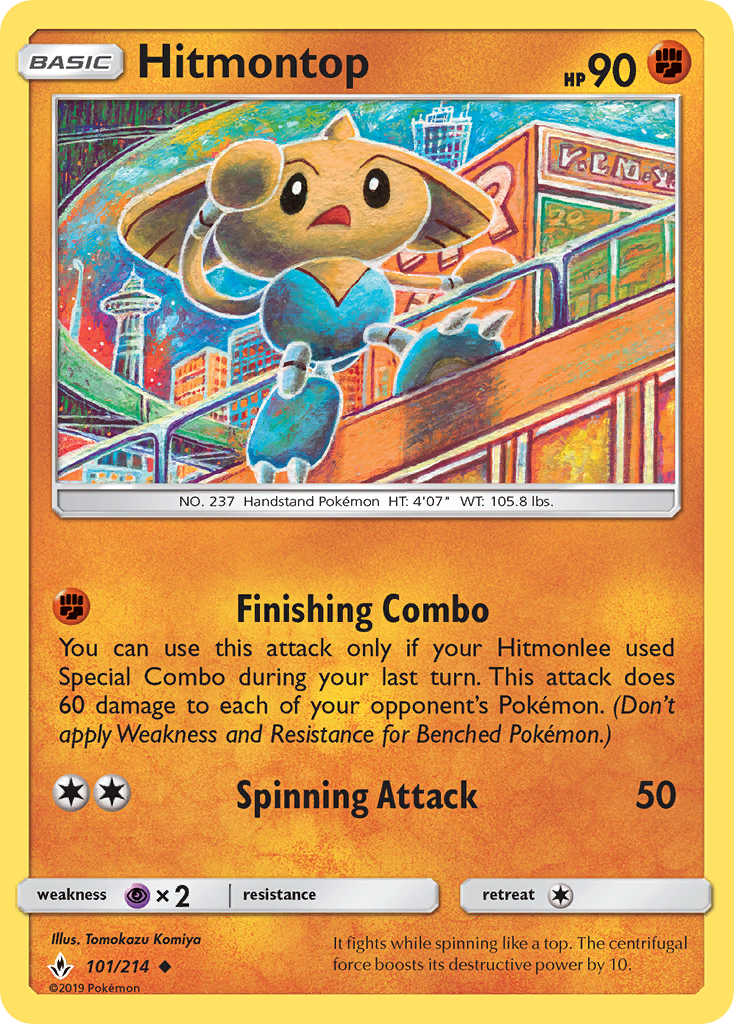 BASIC Hitmontop HP 90
NO. 237 Handstand Pokémon HT: 4'07" WT: 105.8 lbs.
Finishing Combo
You can use this attack only if your Hitmonlee used
Special Combo during your last turn. This attack does
60 damage to each of your opponent's Pokémon. (Don't
apply Weakness and Resistance for Benched Pokémon.)
Spinning Attack 50
weakness × 2 resistance retreat
Illus. Tomokazu Komiya
101/214
©2019 Pokémon
It fights while spinning like a top. The centrifugal
force boosts its destructive power by 10.